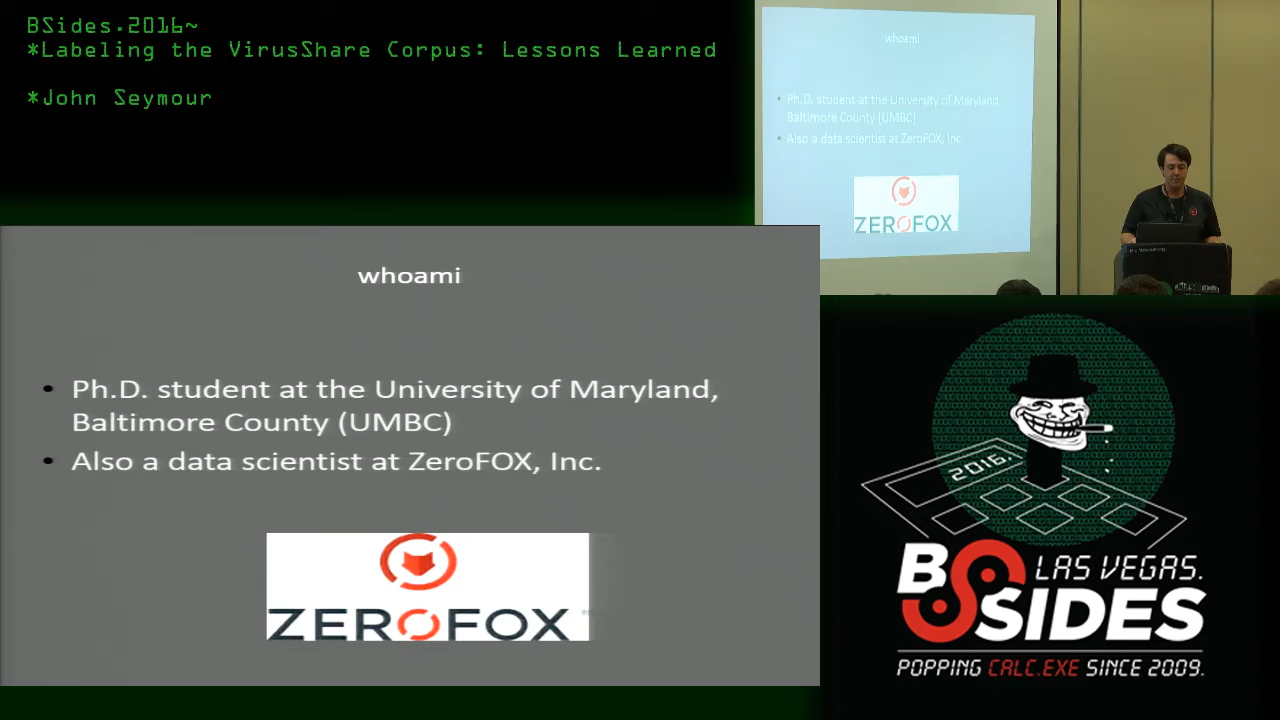 BSides.2016~
*Labeling the VirusShare Corpus: Lessons Learned
*John Seymour
whoami
• Ph.D. student at the University of Maryland,
Baltimore County (UMBC)
• Also a data scientist at ZeroFOX, Inc.
ZEROFOX
whoami
• Ph.D. student at the University of Maryland,
Baltimore County (UMBC)
• Also a data scientist at ZeroFOX, Inc.
ZEROFOX
2016.
BSIDES
LAS VEGAS.
POPPING CALC.EXE SINCE 2009.